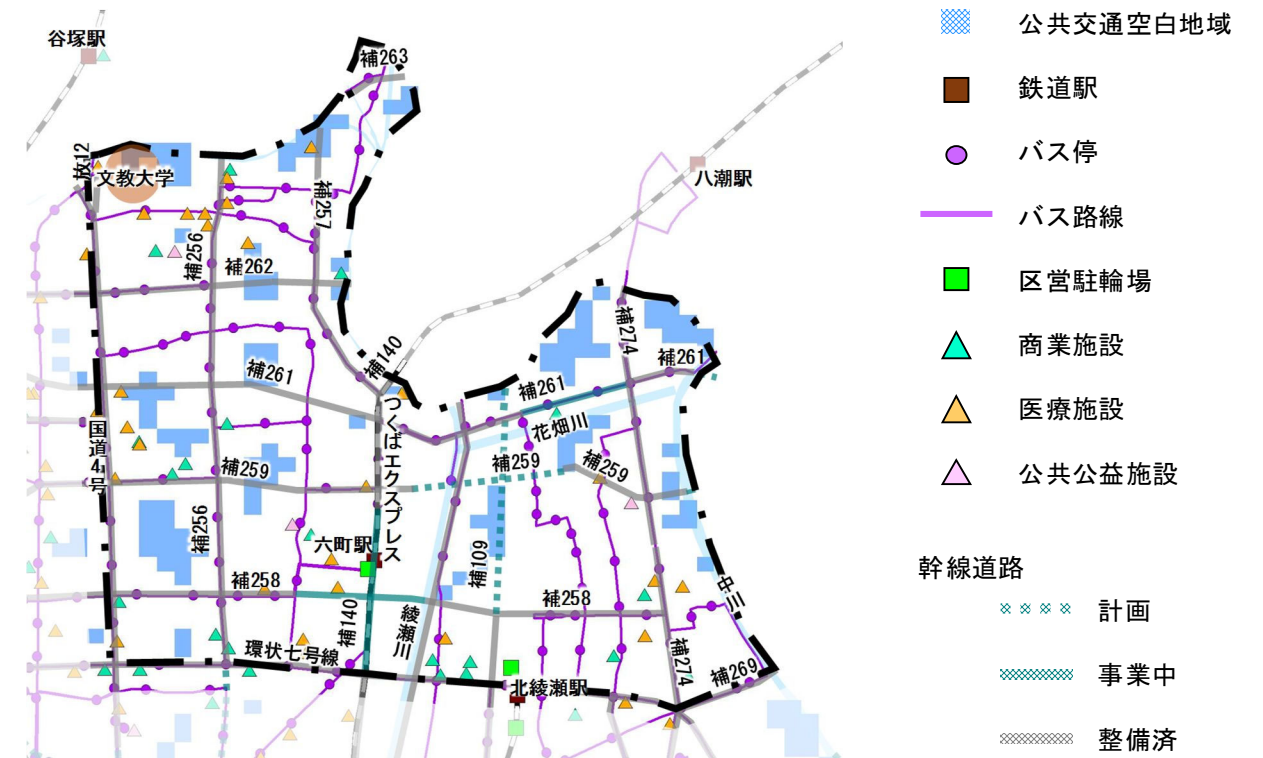 谷塚駅
補263
放12
文教大学
補257
八潮駅
補256
補262
補140
補274
補261
補261
補261
つくばエクスプレス
国道4号
花畑川
補259
補259
補259
補256
六町駅
補109
中川
補258
補258
補140
綾瀬川
環状七号線
補274
補269
北綾瀬駅
公共交通空白地域
鉄道駅
バス停
バス路線
区営駐輪場
商業施設
医療施設
公共公益施設
幹線道路
計画
事業中
整備済